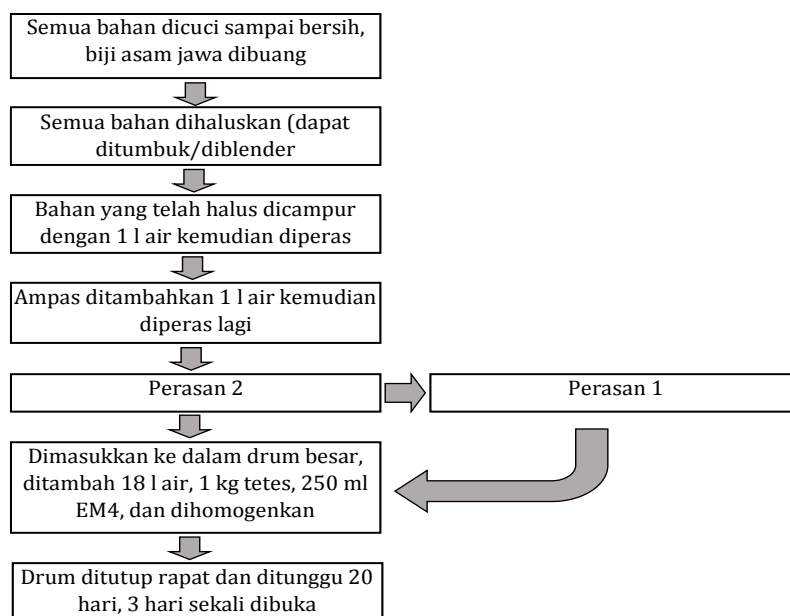 Semua bahan dicuci sampai bersih,
biji asam jawa dibuang
Semua bahan dihaluskan (dapat
ditumbuk/diblender
Bahan yang telah halus dicampur
dengan 1 l air kemudian diperas
Ampas ditambahkan 1 l air kemudian
diperas lagi
Perasan 2
Perasan 1
Dimasukkan ke dalam drum besar,
ditambah 18 l air, 1 kg tetes, 250 ml
EM4, dan dihomogenkan
Drum ditutup rapat dan ditunggu 20
hari, 3 hari sekali dibuka